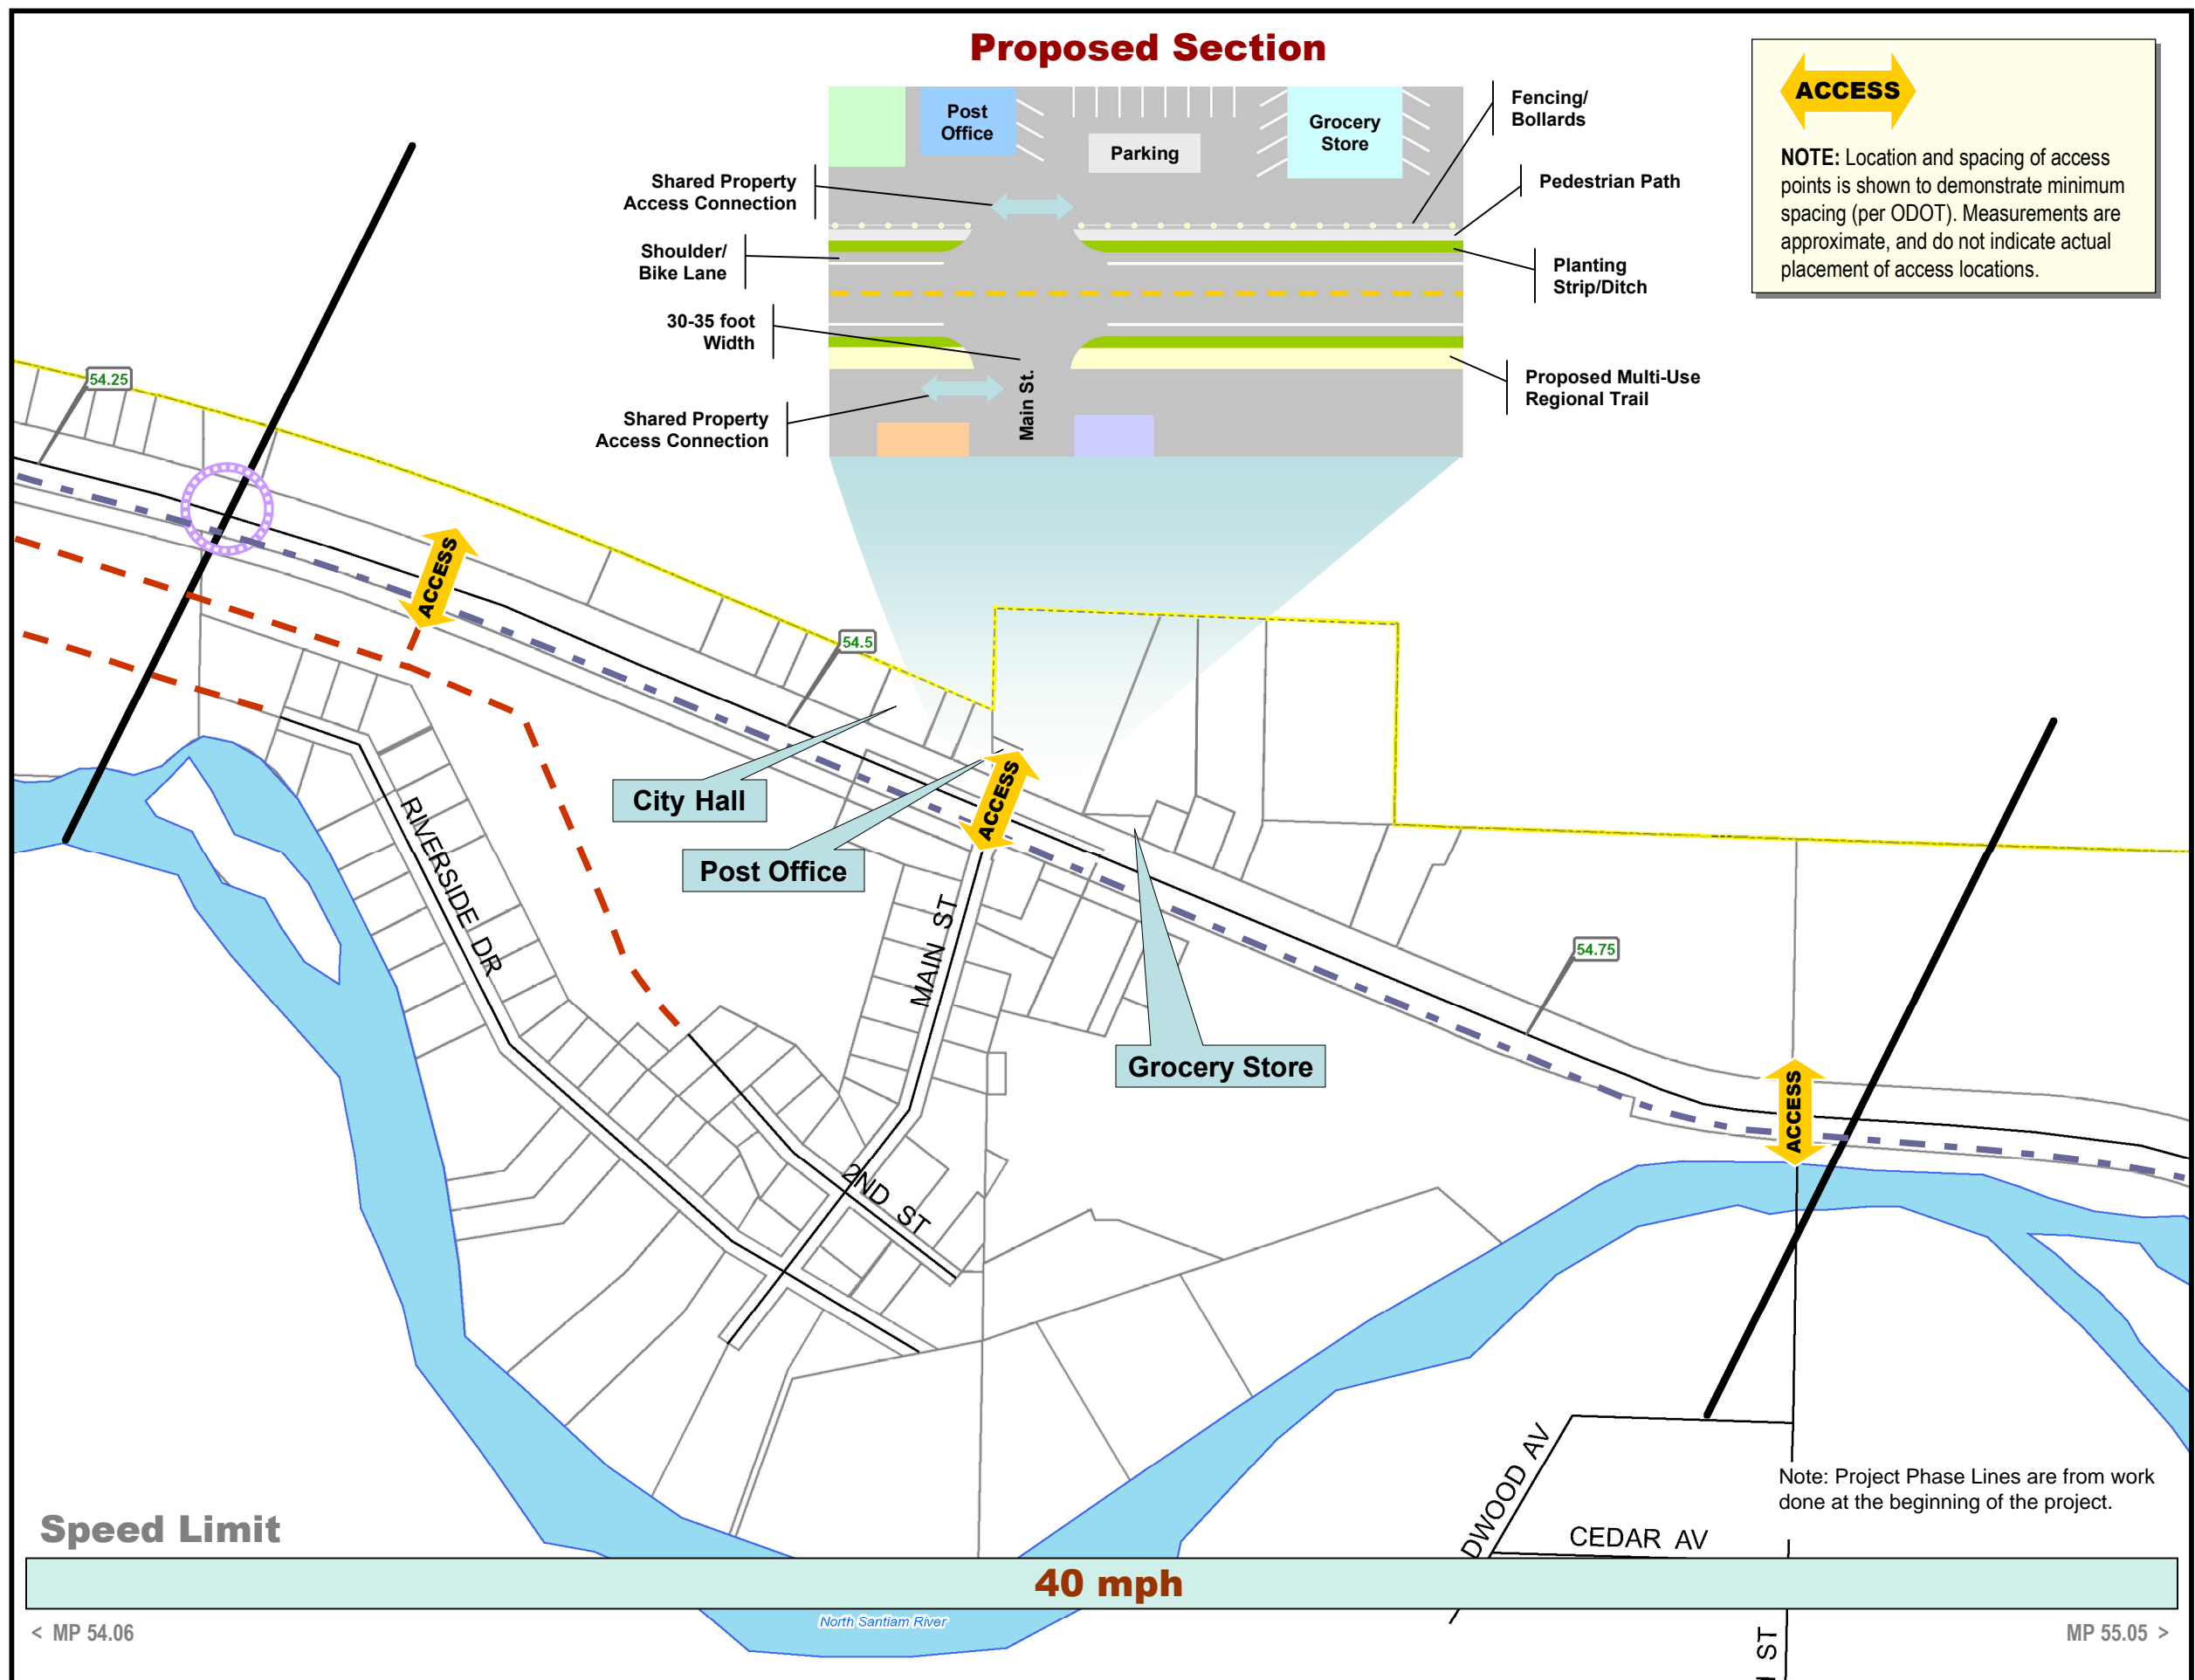 Proposed Section
ACCESS
NOTE: Location and spacing of access
points is shown to demonstrate minimum
spacing (per ODOT). Measurements are
approximate, and do not indicate actual
placement of access locations.
Post
Office
Parking
Grocery
Store
Fencing/
Bollards
Shared Property
Access Connection
Pedestrian Path
Shoulder/
Bike Lane
Planting
Strip/Ditch
30-35 foot
Width
Main St.
Proposed Multi-Use
Regional Trail
Shared Property
Access Connection
54.25
ACCESS
54.5
City Hall
ACCESS
Post Office
RIVERSIDE DR
MAIN ST
54.75
Grocery Store
ACCESS
2ND ST
DWOOD AV
Note: Project Phase Lines are from work
done at the beginning of the project.
CEDAR AV
Speed Limit
40 mph
North Santiam River
< MP 54.06
MP 55.05 >
ST